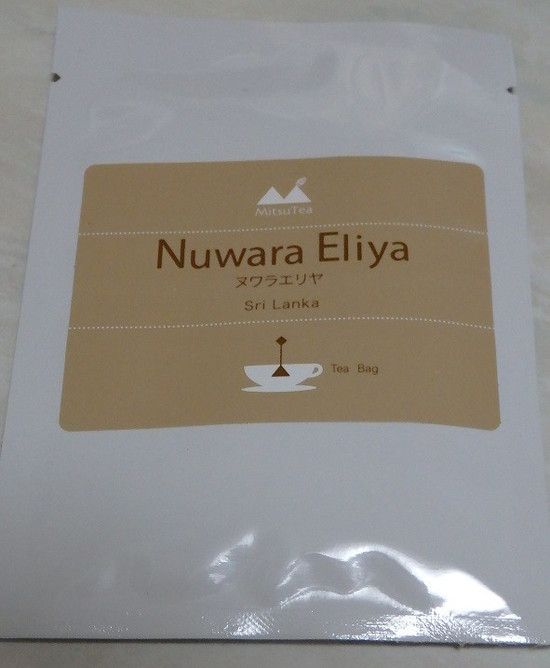 MitsuTea
Nuwara Eliya
ヌワラエリヤ
Sri Lanka
Tea Bag